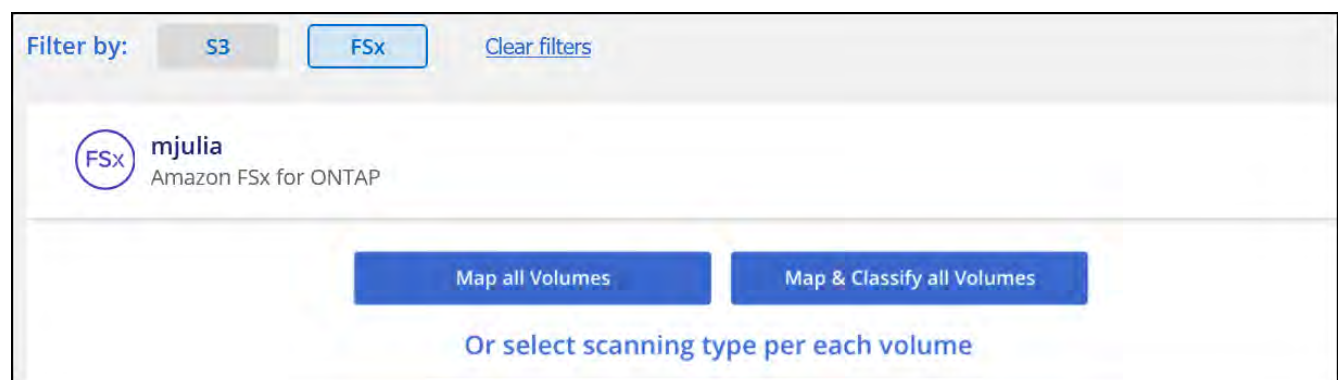 Filter by: S3 FSx Clear filters
FSx mjulia
Amazon FSx for ONTAP
Map all Volumes Map & Classify all Volumes
Or select scanning type per each volume